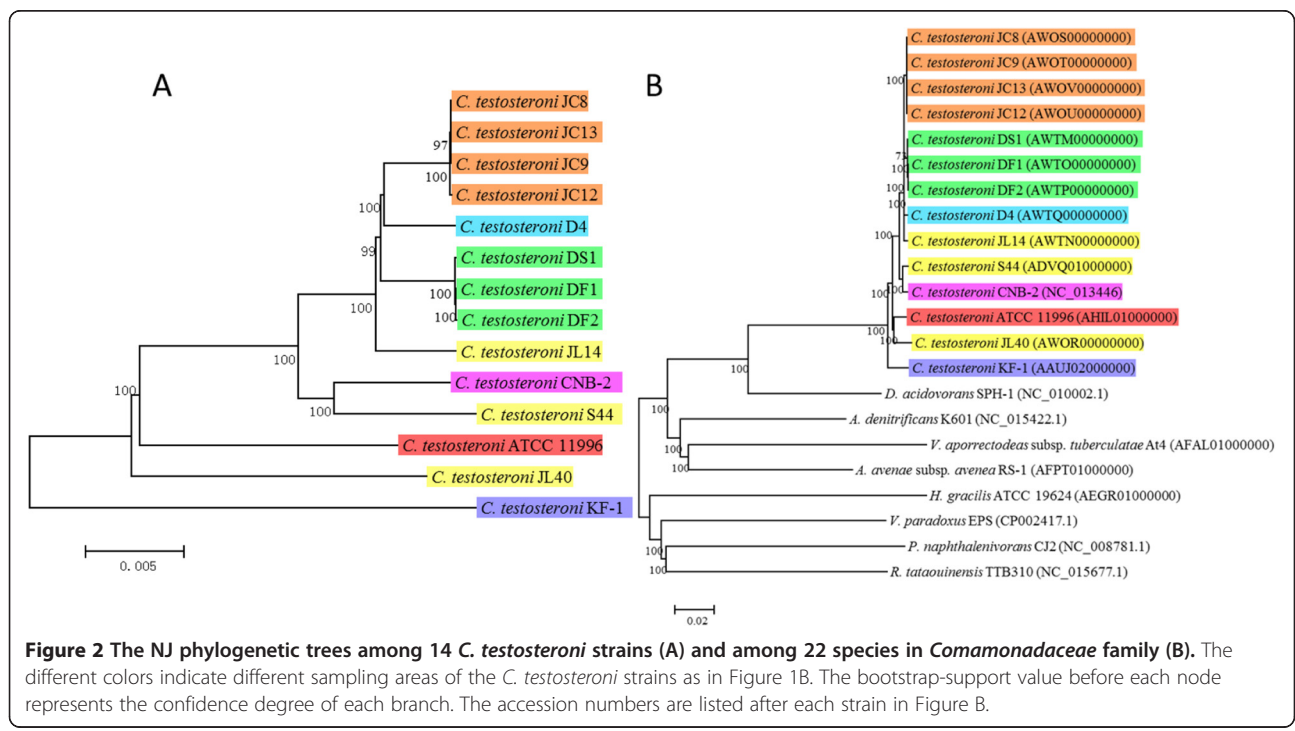 A
C. testosteroni JC8
C. testosteroni JC13
97
C. testosteroni JC9
100
C. testosteroni JC12
100
C. testosteroni D4
99
C. testosteroni DS1
100
C. testosteroni DF1
100
C. testosteroni DF2
100
C. testosteroni JL14
100
C. testosteroni CNB-2
100
C. testosteroni S44
100
C. testosteroni ATCC 11996
C. testosteroni JL40
C. testosteroni KF-1
0.005
B
C. testosteroni JC8 (AWOS00000000)
C. testosteroni JC9 (AWOT00000000)
100
C. testosteroni JC13 (AWOV00000000)
C. testosteroni JC12 (AWOU00000000)
C. testosteroni DS1 (AWTM00000000)
C. testosteroni DF1 (AWTO00000000)
100
100
C. testosteroni DF2 (AWTP00000000)
100
C. testosteroni D4 (AWTQ00000000)
100
C. testosteroni JL14 (AWTN00000000)
C. testosteroni S44 (ADVQ01000000)
100
C. testosteroni CNB-2 (NC_013446)
C. testosteroni ATCC 11996 (AHIL01000000)
100
100
C. testosteroni JL40 (AWOR00000000)
C. testosteroni KF-1 (AAUJ02000000)
100
D. acidovorans SPH-1 (NC_010002.1)
100
A. denitrificans K601 (NC_015422.1)
100
V. aporrectodeas subsp. tuberculatae At4 (AFAL01000000)
100
A. avenae subsp. avenea RS-1 (AFPT01000000)
H. gracilis ATCC 19624 (AEGR01000000)
V. paradoxus EPS (CP002417.1)
100
P. naphthalenivorans CJ2 (NC_008781.1)
100
R. tataouinensis TTB310 (NC_015677.1)
0.02
Figure 2 The NJ phylogenetic trees among 14 C. testosteroni strains (A) and among 22 species in Comamonadaceae family (B). The
different colors indicate different sampling areas of the C. testosteroni strains as in Figure 1B. The bootstrap-support value before each node
represents the confidence degree of each branch. The accession numbers are listed after each strain in Figure B.